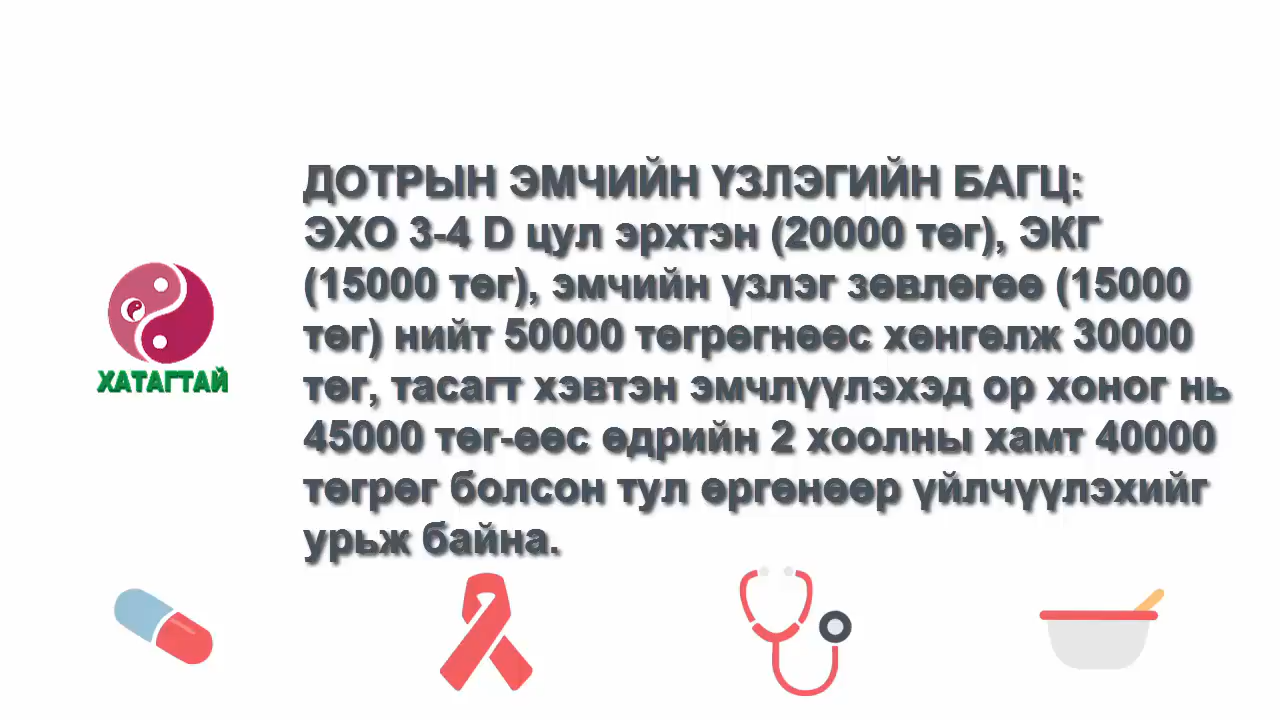 ДОТРЫН ЭМЧИЙН ҮЗЛЭГИЙН БАГЦ:
ЭХО 3-4 D цул эрхтэн (20000 төг), ЭКГ
(15000 төг), эмчийн үзлэг зөвлөгөө (15000
төг) нийт 50000 төгрөгнөөс хөнгөлж 30000
төг, тасагт хэвтэн эмчлүүлэхэд ор хоног нь
45000 төг-өөс өдрийн 2 хоолны хамт 40000
төгрөг болсон тул өргөнөөр үйлчүүлэхийг
урьж байна.
ХАТАГТАЙ